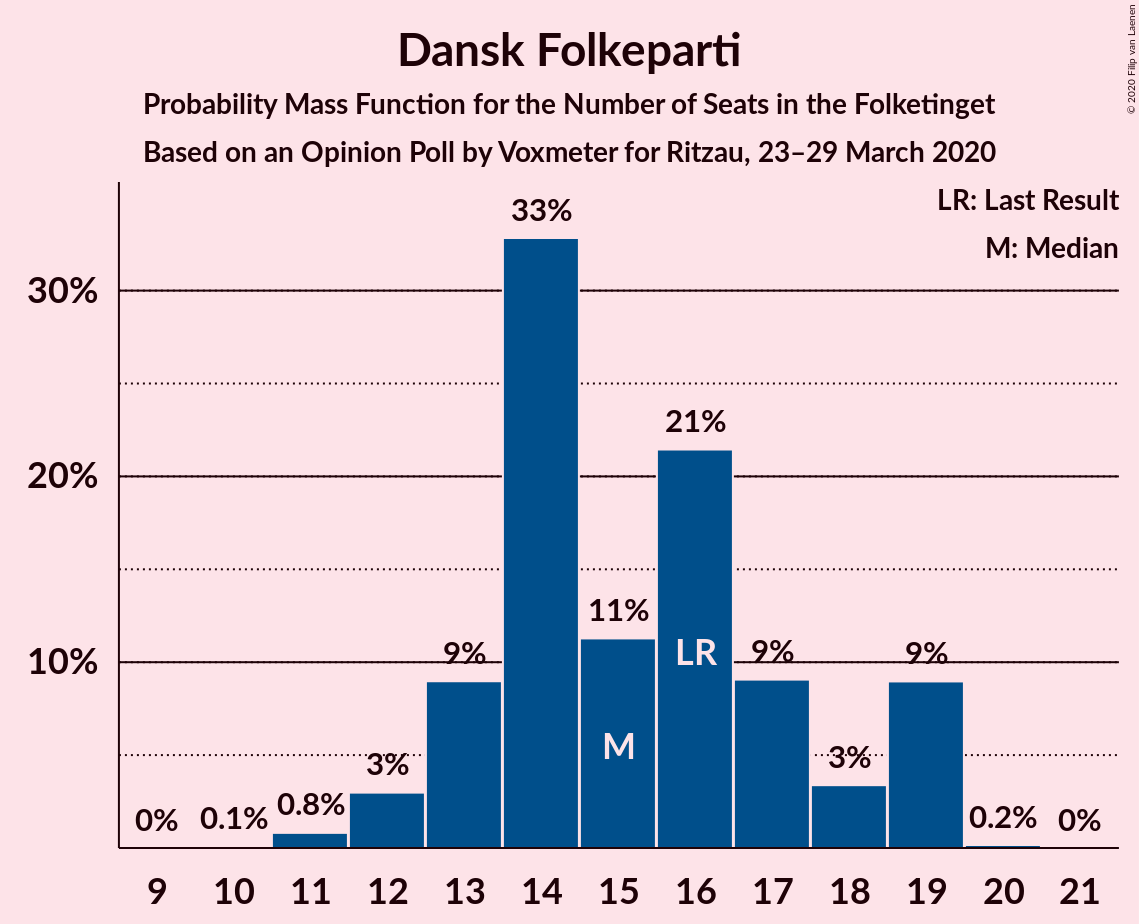 Dansk Folkeparti
Probability Mass Function for the Number of Seats in the Folketinget
Based on an Opinion Poll by Voxmeter for Ritzau, 23–29 March 2020
© 2020 Filip van Laenen
LR: Last Result
M: Median
30%
20%
10%
0%
0.1%
0.8%
3%
9%
33%
11%
21%
9%
3%
9%
0.2%
0%
LR
M
9 10 11 12 13 14 15 16 17 18 19 20 21